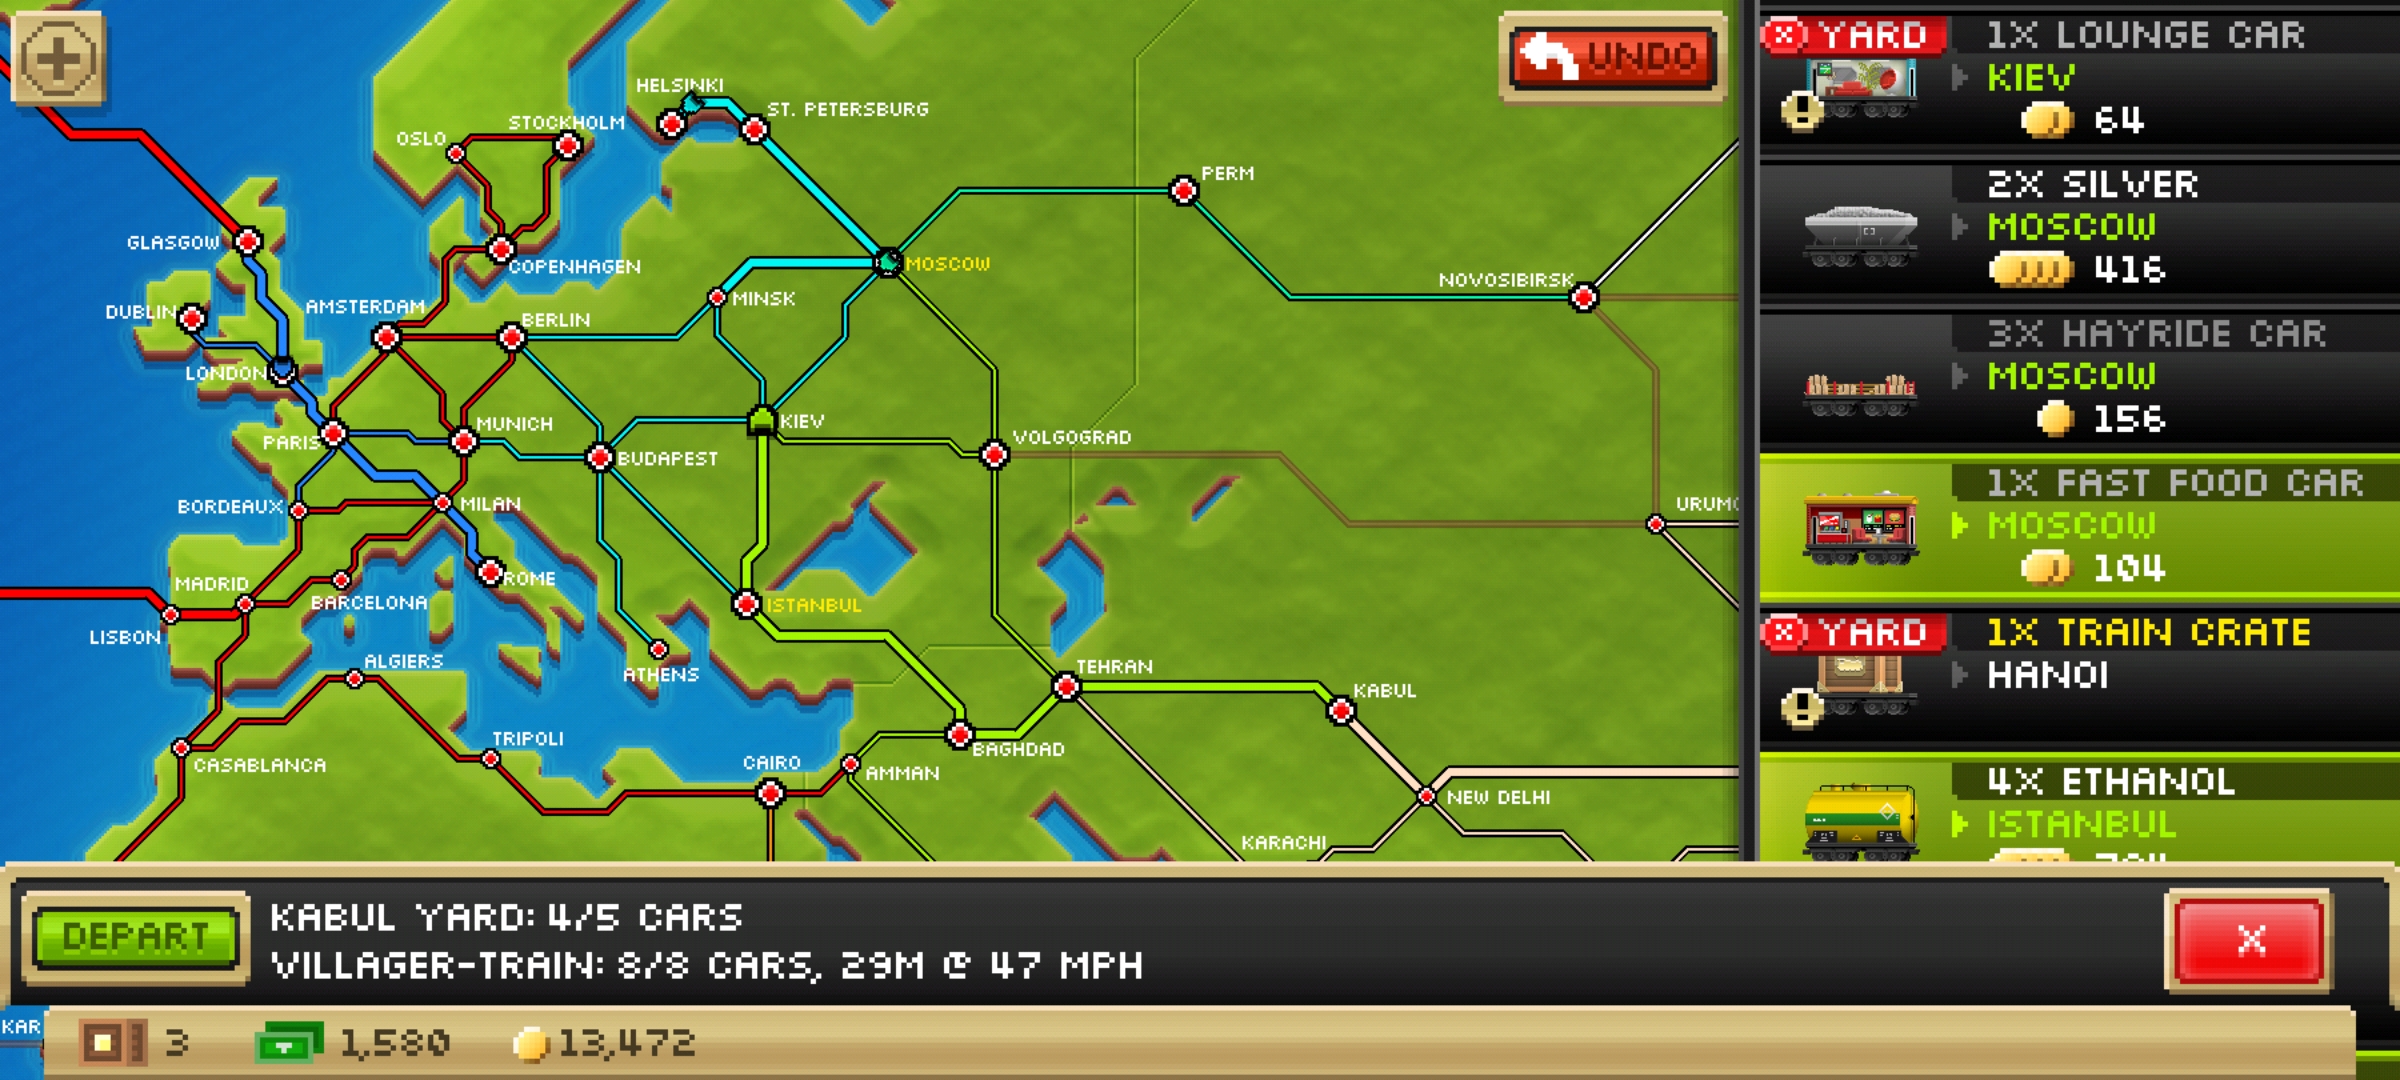 UNDO
HELSINKI
ST. PETERSBURG
STOCKHOLM
OSLO
PERM
GLASGOW
COPENHAGEN
MOSCOW
NOVOSIBIRSK
DUBLIN
AMSTERDAM
MINSK
BERLIN
LONDON
KIEV
MUNICH
VOLGOGRAD
PARIS
BUDAPEST
BORDEAUX
MILAN
ROME
MADRID
BARCELONA
ISTANBUL
LISBON
ALGIERS
ATHENS
TEHRAN
KABUL
TRIPOLI
BAGHDAD
CASABLANCA
CAIRO
AMMAN
NEW DELHI
KARACHI
URUMQ
YARD
1X LOUNGE CAR
KIEV
64
2X SILVER
MOSCOW
416
3X HAYRIDE CAR
MOSCOW
156
1X FAST FOOD CAR
MOSCOW
104
YARD
1X TRAIN CRATE
HANOI
4X ETHANOL
ISTANBUL
DEPART
KABUL YARD: 4/5 CARS
VILLAGER-TRAIN: 8/8 CARS, 29M @ 47 MPH
X
KAR
3
1,580
13,472